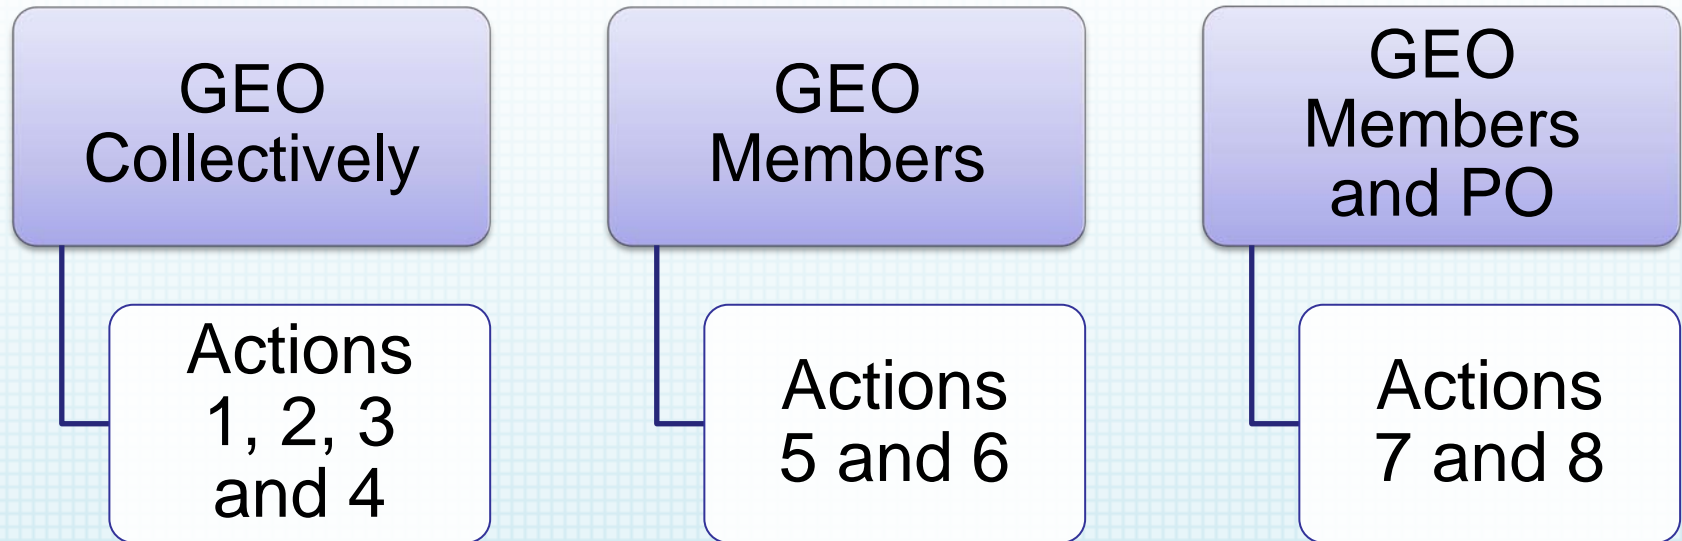 GEO
Collectively
Actions
1, 2, 3
and 4
GEO
Members
Actions
5 and 6
GEO
Members
and PO
Actions
7 and 8